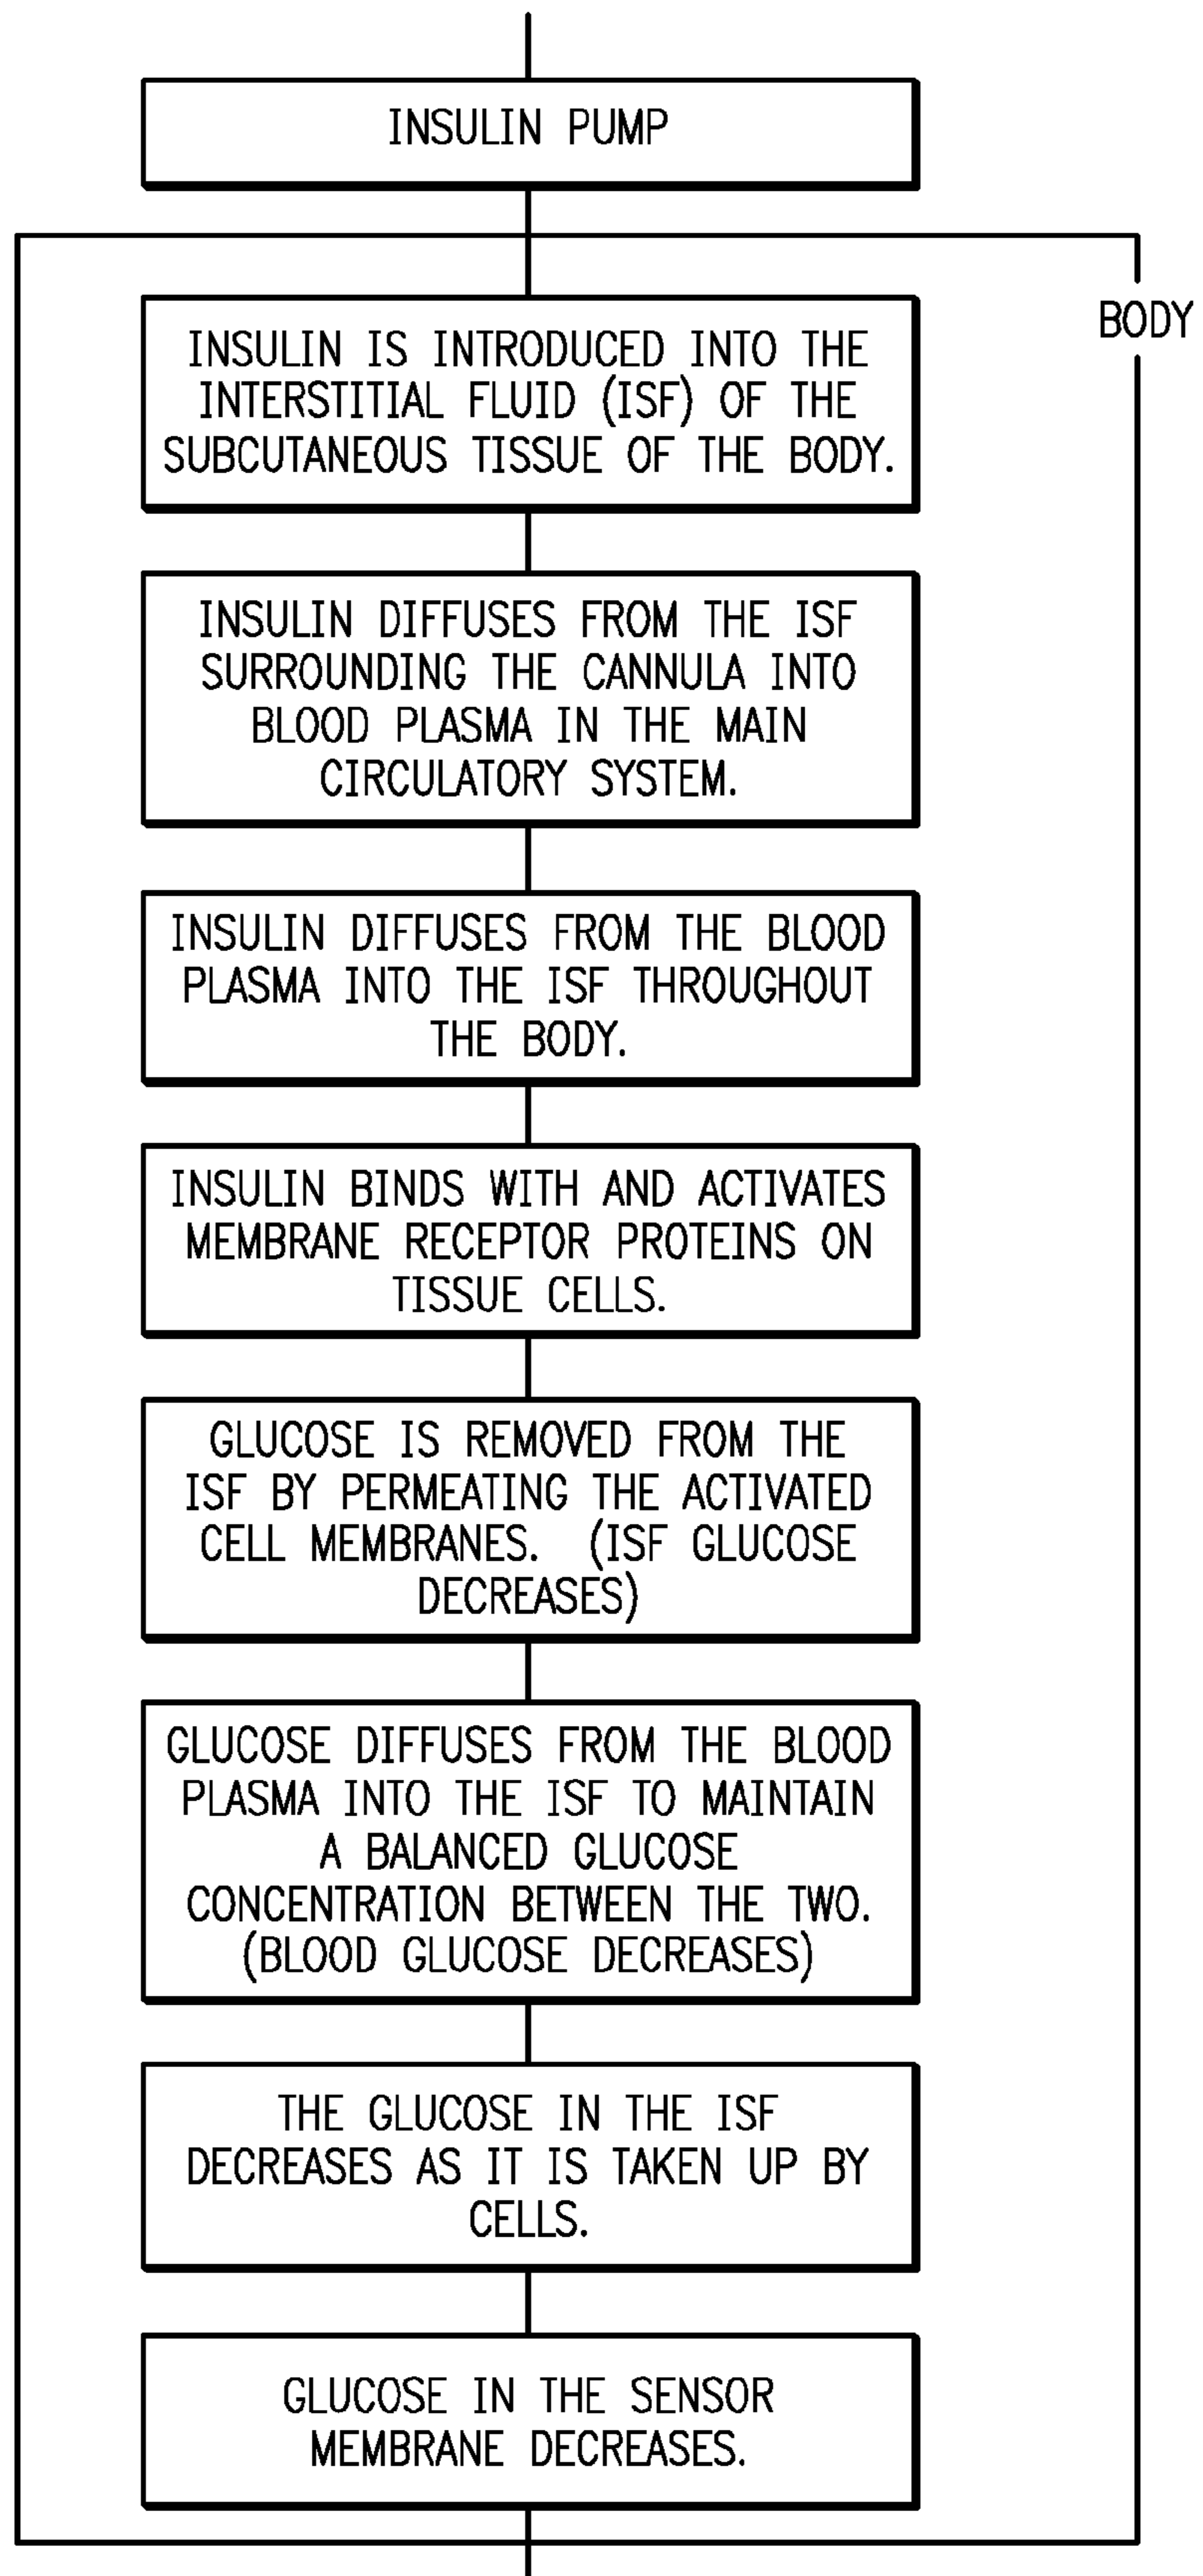 INSULIN PUMP
BODY
INSULIN IS INTRODUCED INTO THE
INTERSTITIAL FLUID (ISF) OF THE
SUBCUTANEOUS TISSUE OF THE BODY.
INSULIN DIFFUSES FROM THE ISF
SURROUNDING THE CANNULA INTO
BLOOD PLASMA IN THE MAIN
CIRCULATORY SYSTEM.
INSULIN DIFFUSES FROM THE BLOOD
PLASMA INTO THE ISF THROUGHOUT
THE BODY.
INSULIN BINDS WITH AND ACTIVATES
MEMBRANE RECEPTOR PROTEINS ON
TISSUE CELLS.
GLUCOSE IS REMOVED FROM THE
ISF BY PERMEATING THE ACTIVATED
CELL MEMBRANES. (ISF GLUCOSE
DECREASES)
GLUCOSE DIFFUSES FROM THE BLOOD
PLASMA INTO THE ISF TO MAINTAIN
A BALANCED GLUCOSE
CONCENTRATION BETWEEN THE TWO.
(BLOOD GLUCOSE DECREASES)
THE GLUCOSE IN THE ISF
DECREASES AS IT IS TAKEN UP BY
CELLS.
GLUCOSE IN THE SENSOR
MEMBRANE DECREASES.